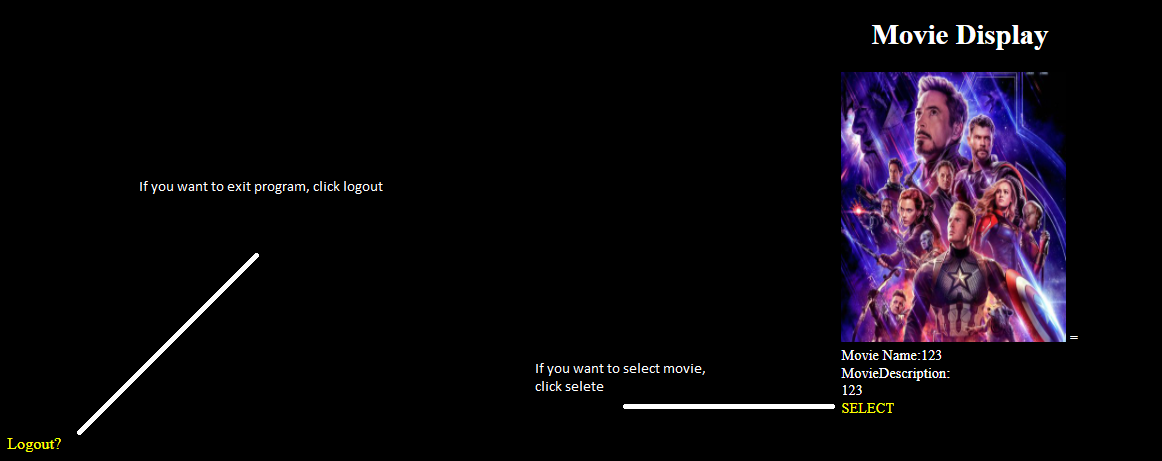 Movie Display
If you want to exit program, click logout
=
Movie Name:123
MovieDescription:
123
SELECT
If you want to select movie,
click selete
Logout?